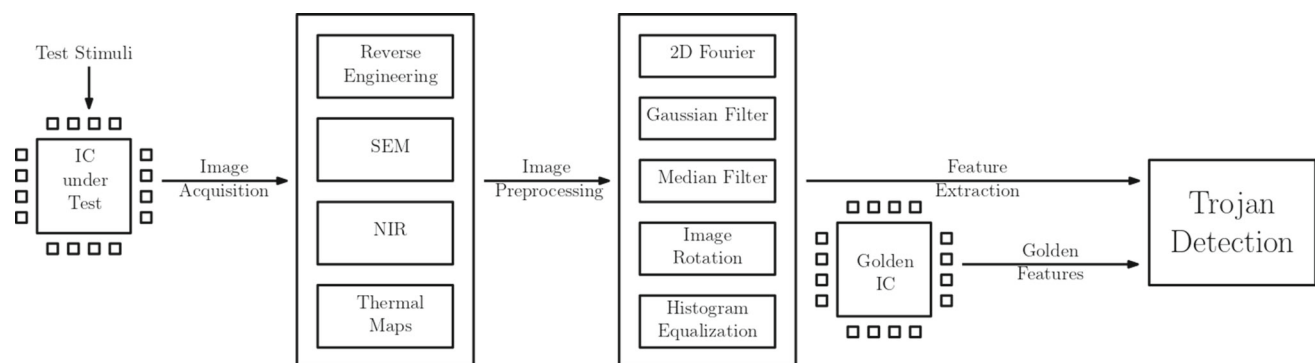 Test Stimuli
IC
under
Test
Image
Acquisition
Reverse
Engineering
SEM
NIR
Thermal
Maps
Image
Preprocessing
2D Fourier
Gaussian Filter
Median Filter
Image
Rotation
Histogram
Equalization
Feature
Extraction
Golden
IC
Golden
Features
Trojan
Detection